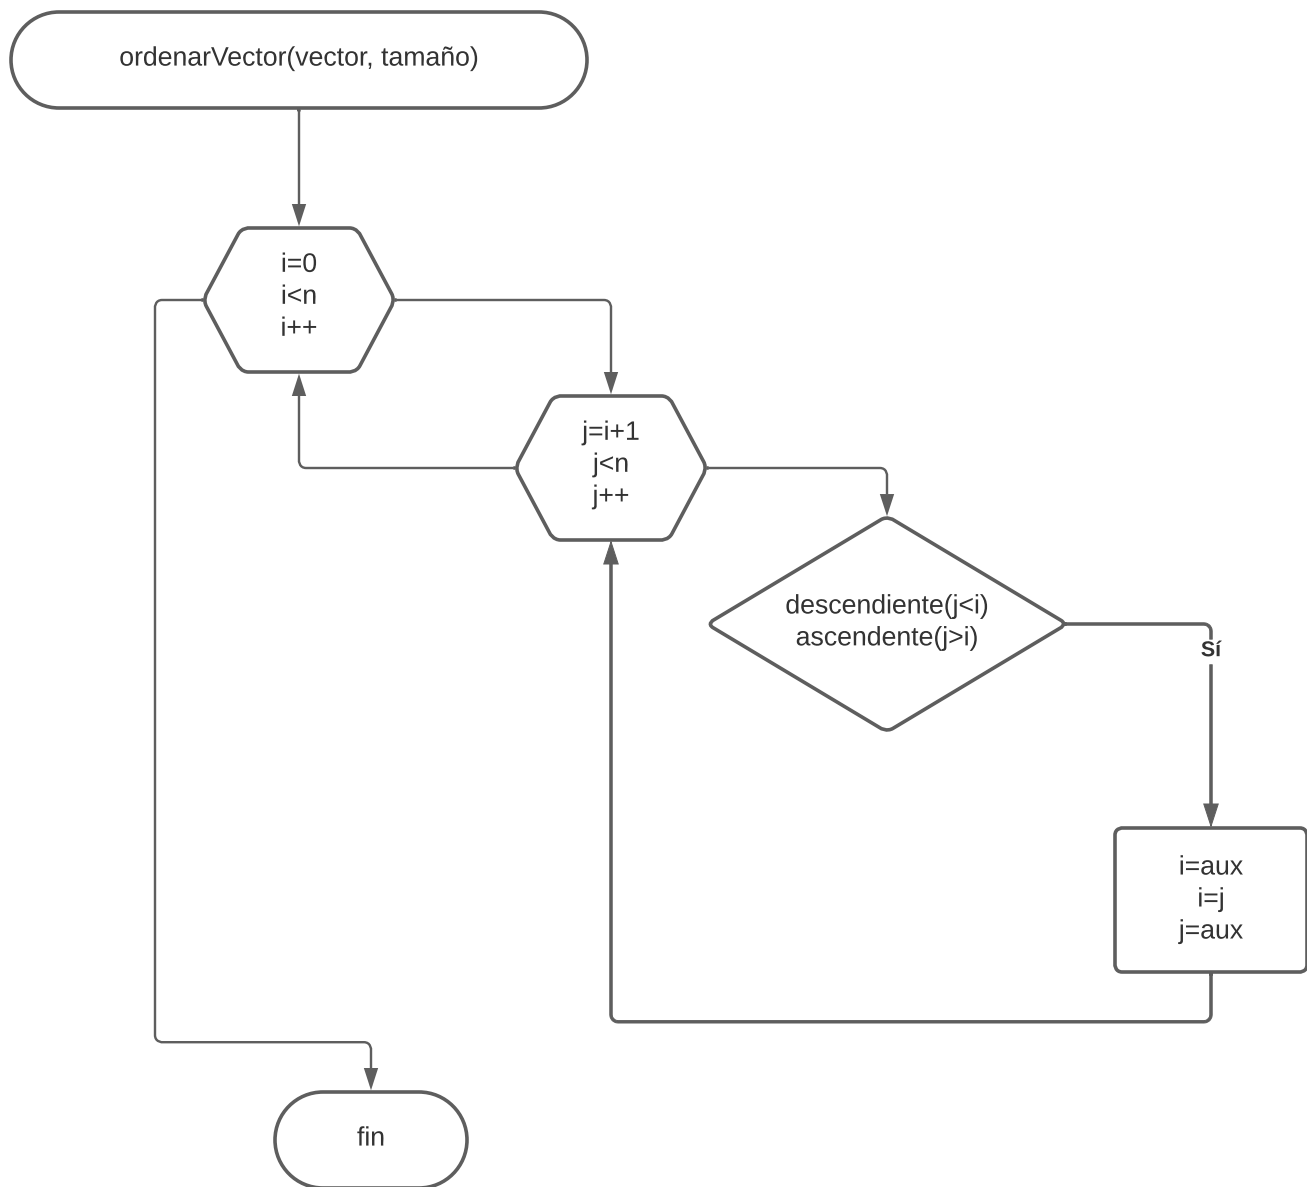 ordenarVector(vector, tamaño)
i=0
i<n
i++
j=i+1
j<n
j++
descendiente(j<i)
ascendente(j>i)
Sí
i=aux
i=j
j=aux
fin